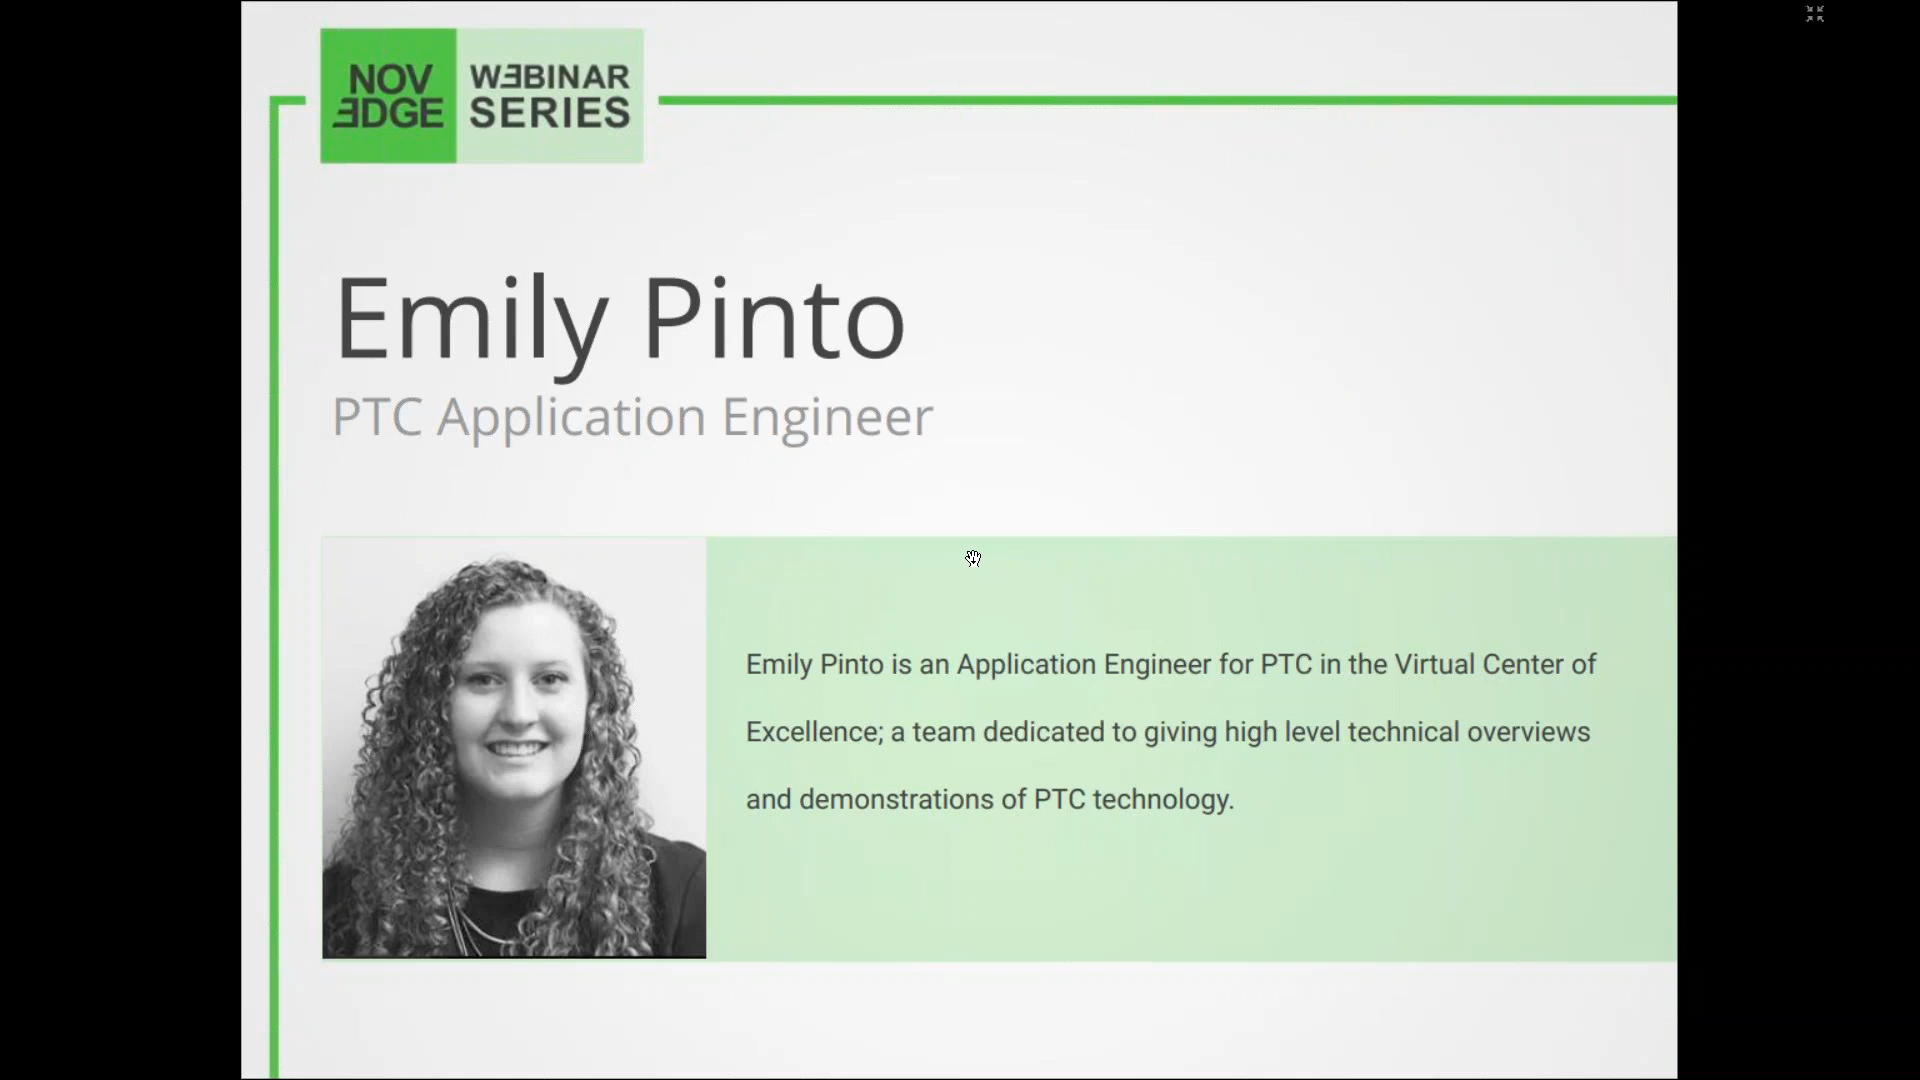 NOV
EDGE
WEBINAR
SERIES
Emily Pinto
PTC Application Engineer
Emily Pinto is an Application Engineer for PTC in the Virtual Center of
Excellence; a team dedicated to giving high level technical overviews
and demonstrations of PTC technology.